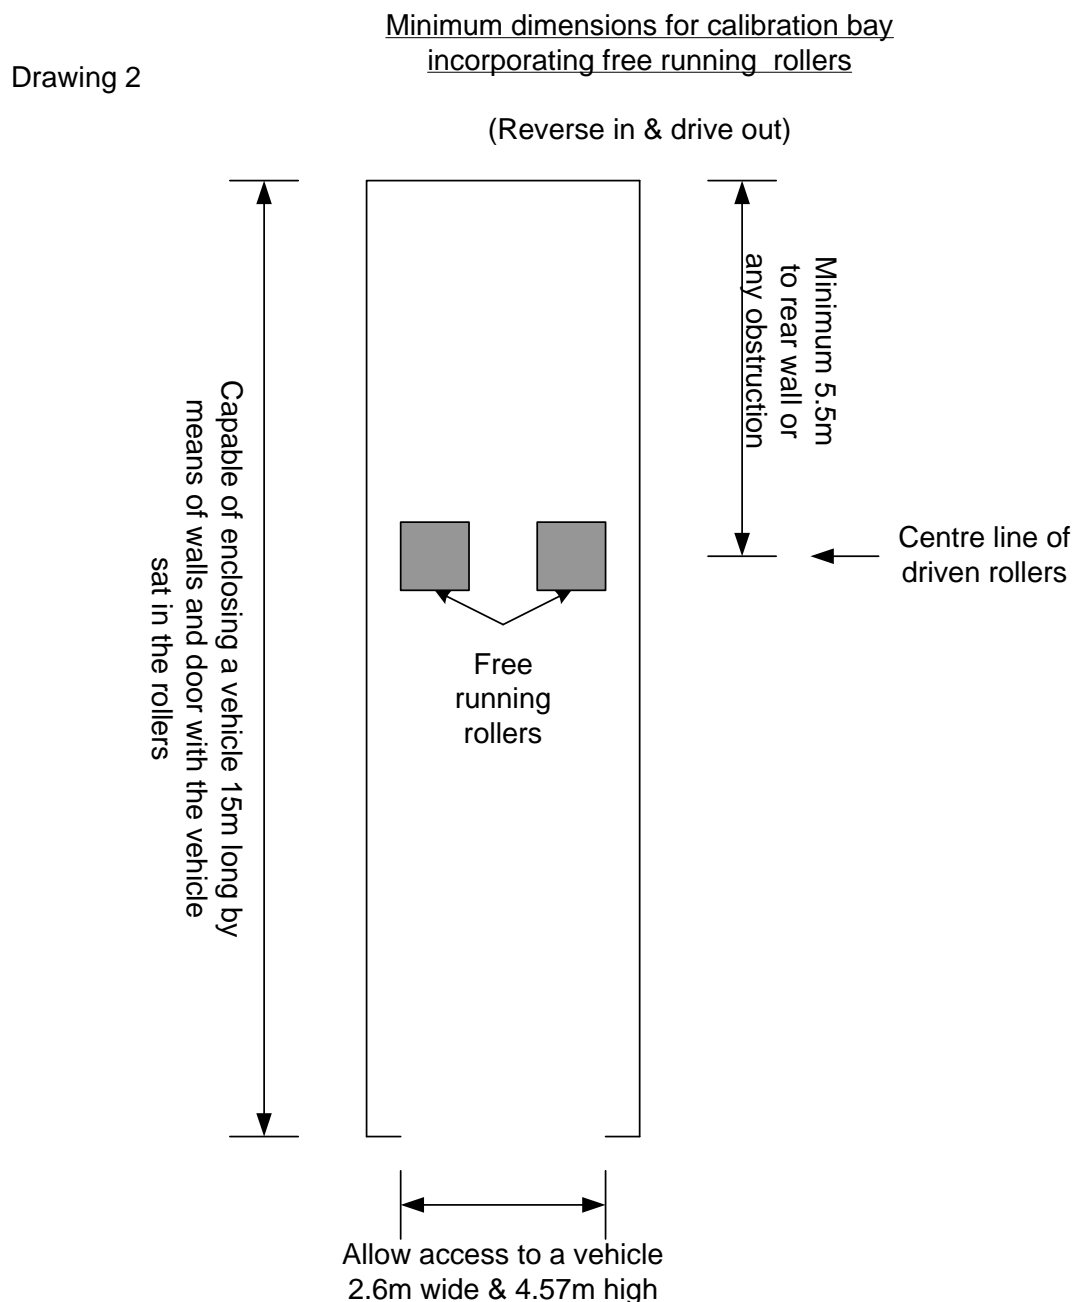 Minimum dimensions for calibration bay
incorporating free running rollers
Drawing 2
(Reverse in & drive out)
Minimum 5.5m
to rear wall or
any obstruction
Capable of enclosing a vehicle 15m long by
means of walls and door with the vehicle
sat in the rollers
Centre line of
driven rollers
Free
running
rollers
Allow access to a vehicle
2.6m wide & 4.57m high